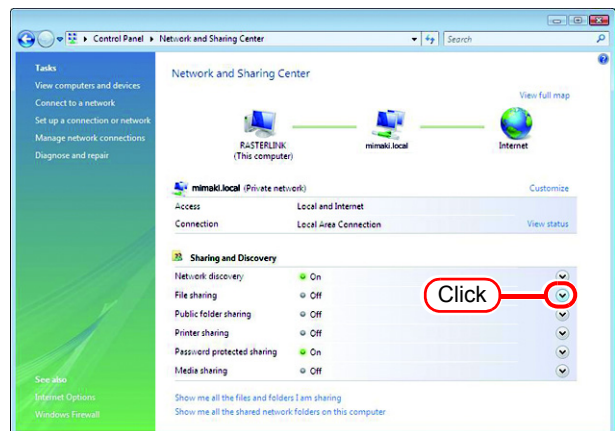 Control Panel ▸ Network and Sharing Center
Search
Tasks
View computers and devices
Connect to a network
Set up a connection or network
Manage network connections
Diagnose and repair
See also
Internet Options
Windows Firewall
Network and Sharing Center
View full map
RASTERLINK
(This computer)
mimaki.local
Internet
mimaki.local (Private network)
Customize
Access Local and Internet
Connection Local Area Connection View status
Sharing and Discovery
Network discovery On
File sharing Off
Click
Public folder sharing Off
Printer sharing Off
Password protected sharing On
Media sharing Off
Show me all the files and folders I am sharing
Show me all the shared network folders on this computer